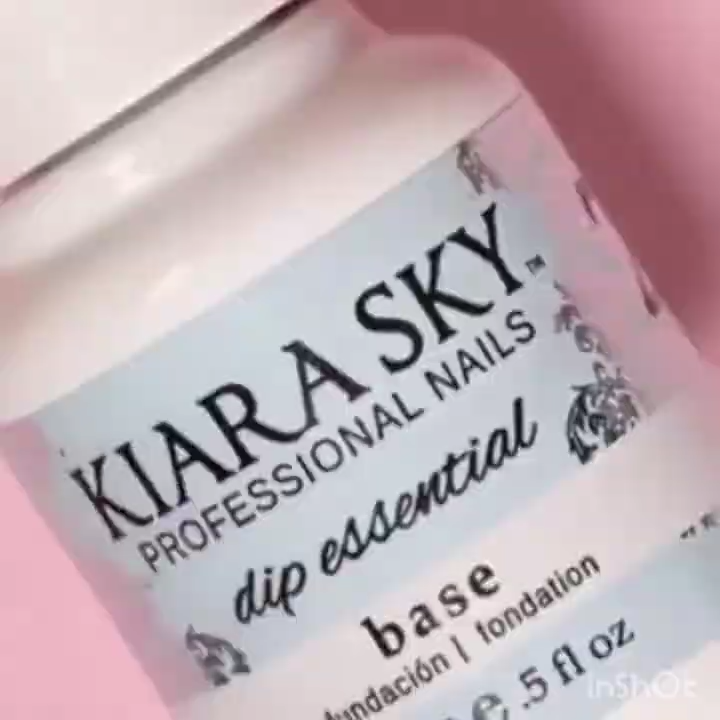 KIARA SKY™
PROFESSIONAL NAILS
dip essential
base
fundación | fondation
.5 fl oz
InShOt